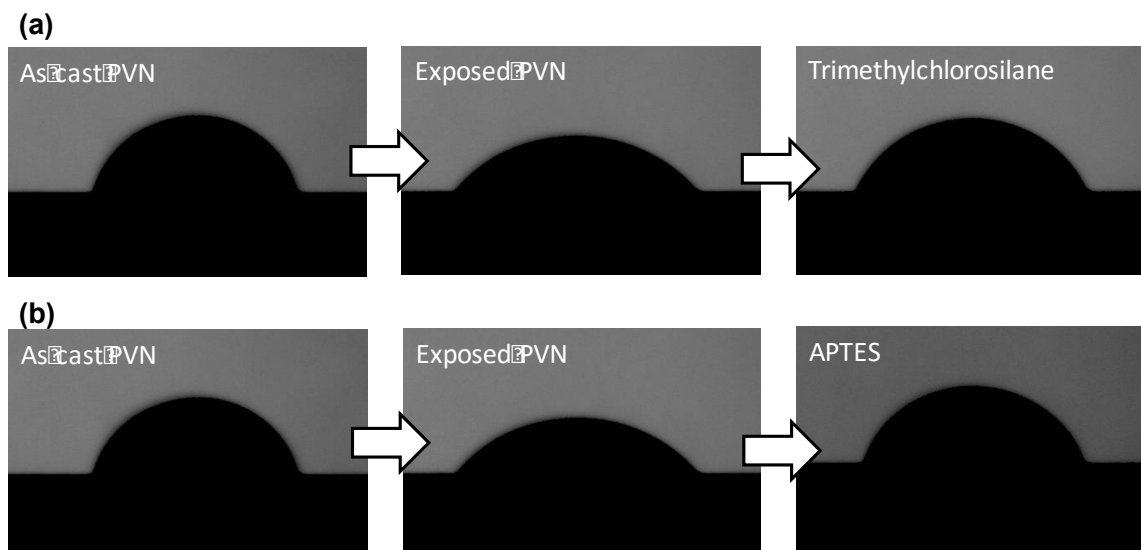 (a)
As cast PVN
Exposed PVN
Trimethylchlorosilane
(b)
As cast PVN
Exposed PVN
APTES